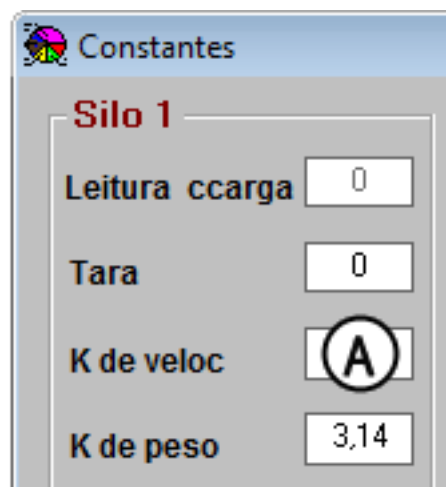 Constantes
Silo 1
Leitura ccarga 0
Tara 0
K de veloc A
K de peso 3,14